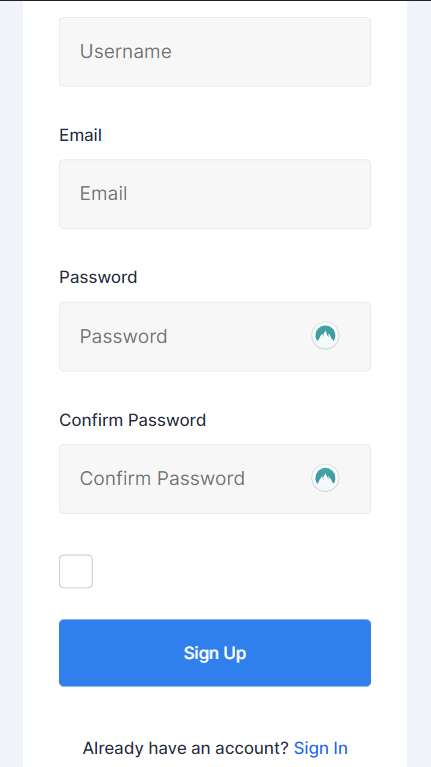 Username
Email
Email
Password
Password
Confirm Password
Confirm Password
Sign Up
Already have an account? Sign In